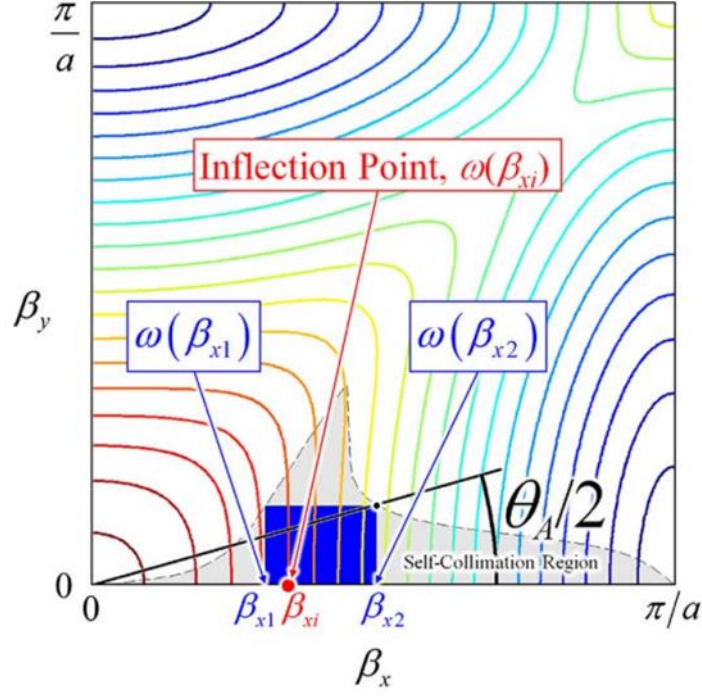 π/a
Inflection Point, ω(β_xi)
β_y
ω(β_x1)
ω(β_x2)
θ_A/2
Self-Collimation Region
0
0
β_x1
β_xi
β_x2
π/a
β_x